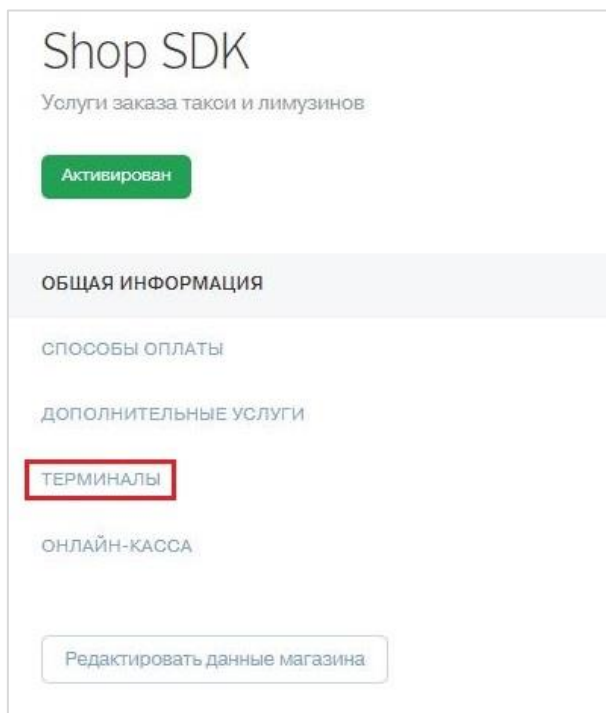 Shop SDK
Услуги заказа такси и лимузинов
Активирован
ОБЩАЯ ИНФОРМАЦИЯ
СПОСОБЫ ОПЛАТЫ
ДОПОЛНИТЕЛЬНЫЕ УСЛУГИ
ТЕРМИНАЛЫ
ОНЛАЙН-КАССА
Редактировать данные магазина